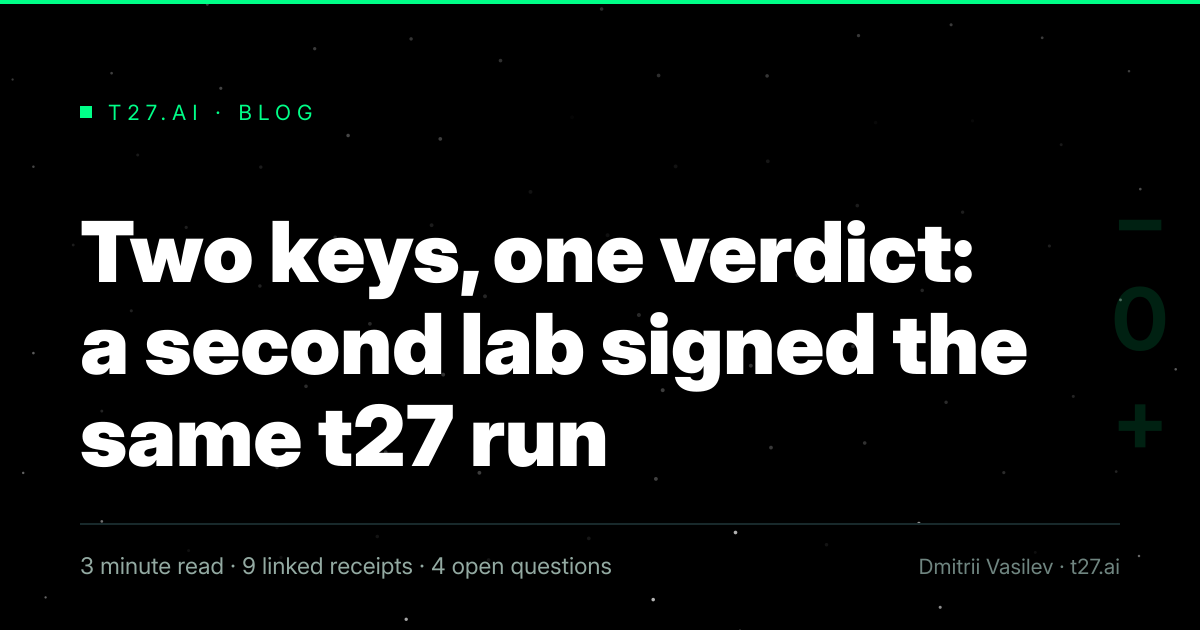 T27.AI · BLOG
Two keys, one verdict:
a second lab signed the
same t27 run
−
0
+
3 minute read · 9 linked receipts · 4 open questions
Dmitrii Vasilev · t27.ai